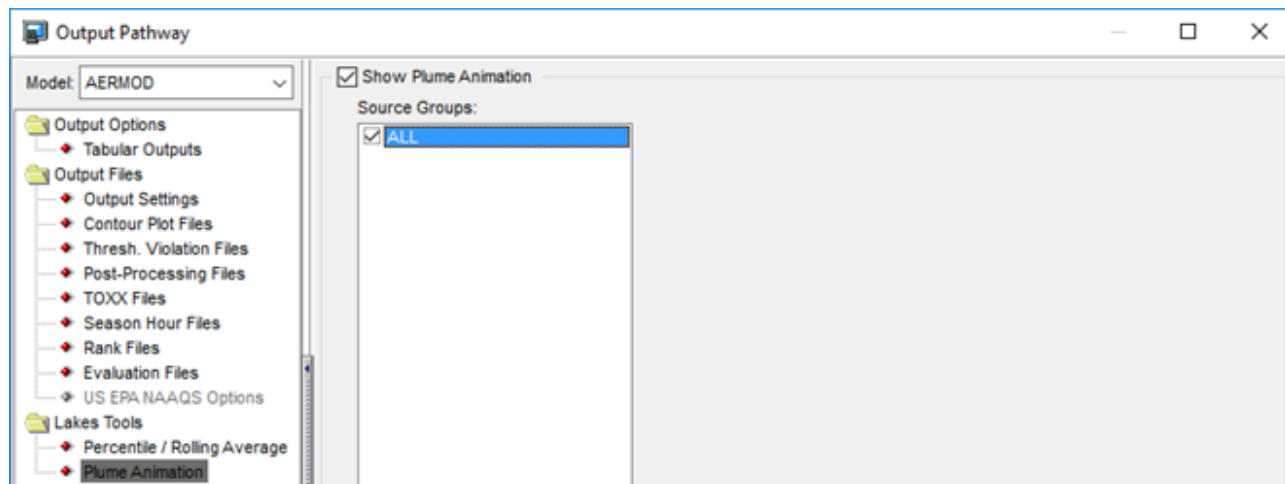 Output Pathway
Model: AERMOD
Output Options
Tabular Outputs
Output Files
Output Settings
Contour Plot Files
Thresh. Violation Files
Post-Processing Files
TOXX Files
Season Hour Files
Rank Files
Evaluation Files
US EPA NAAQS Options
Lakes Tools
Percentile / Rolling Average
Plume Animation
Show Plume Animation
Source Groups:
ALL